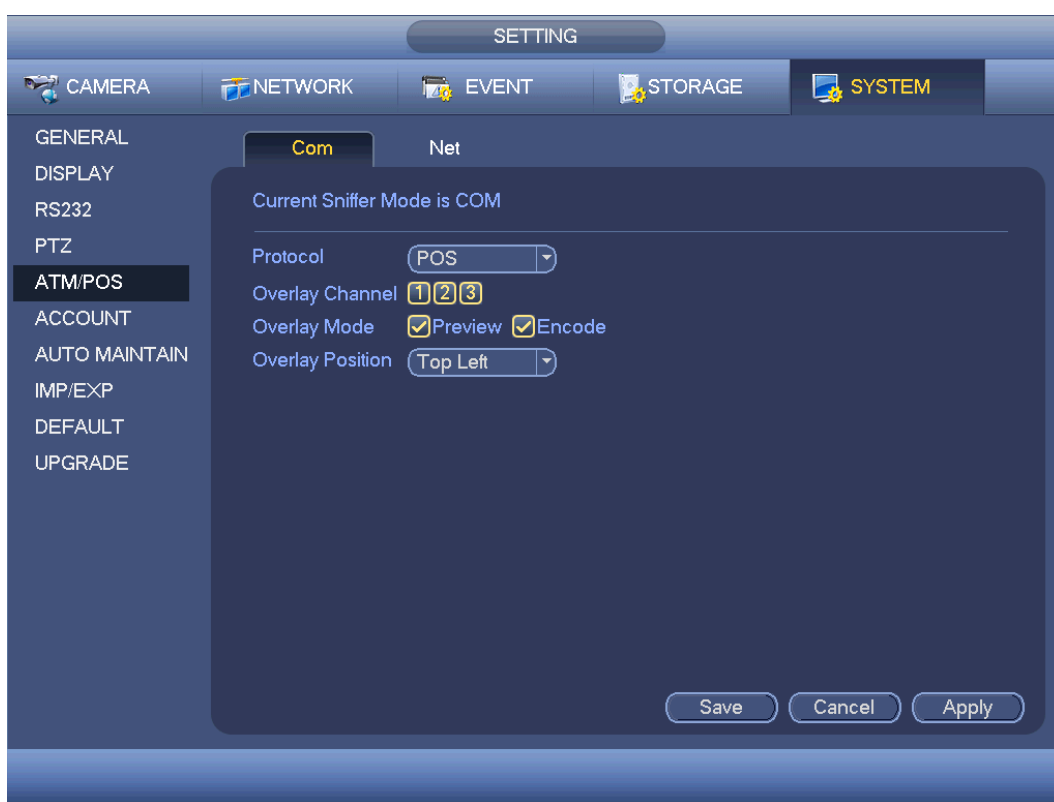 SETTING
CAMERA NETWORK EVENT STORAGE SYSTEM
GENERAL
DISPLAY
RS232
PTZ
ATM/POS
ACCOUNT
AUTO MAINTAIN
IMP/EXP
DEFAULT
UPGRADE
Com Net
Current Sniffer Mode is COM
Protocol POS
Overlay Channel 1 2 3
Overlay Mode Preview Encode
Overlay Position Top Left
Save Cancel Apply